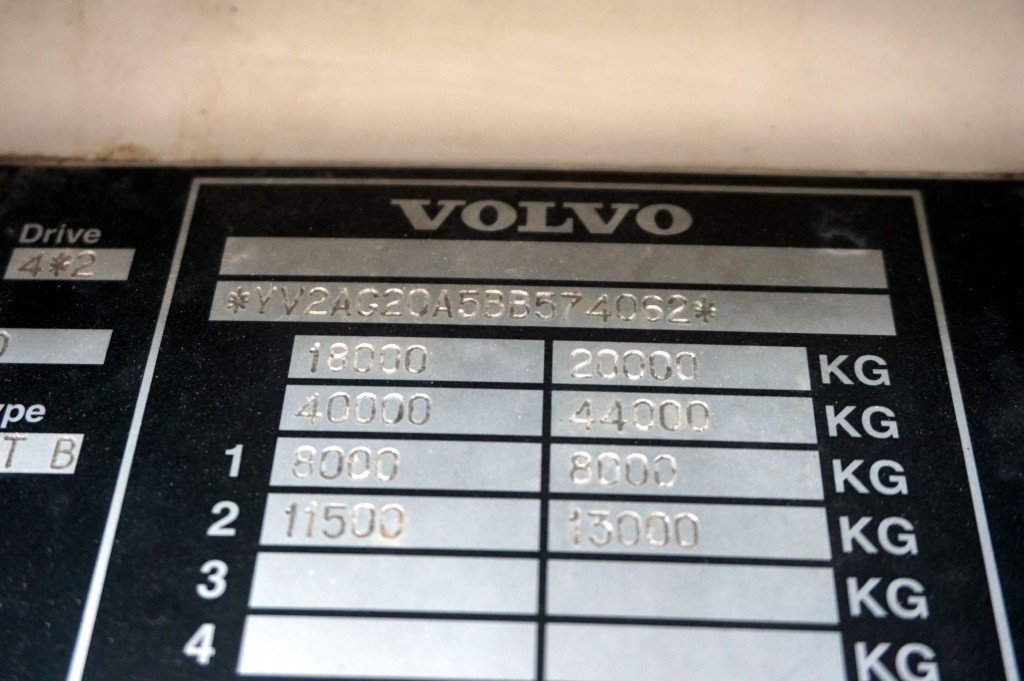 VOLVO
Drive
4*2
*YV2AG20A5BB574062*
18000 20000 KG
40000 44000 KG
ype
T B
1 8000 8000 KG
2 11500 13000 KG
3 KG
4 KG